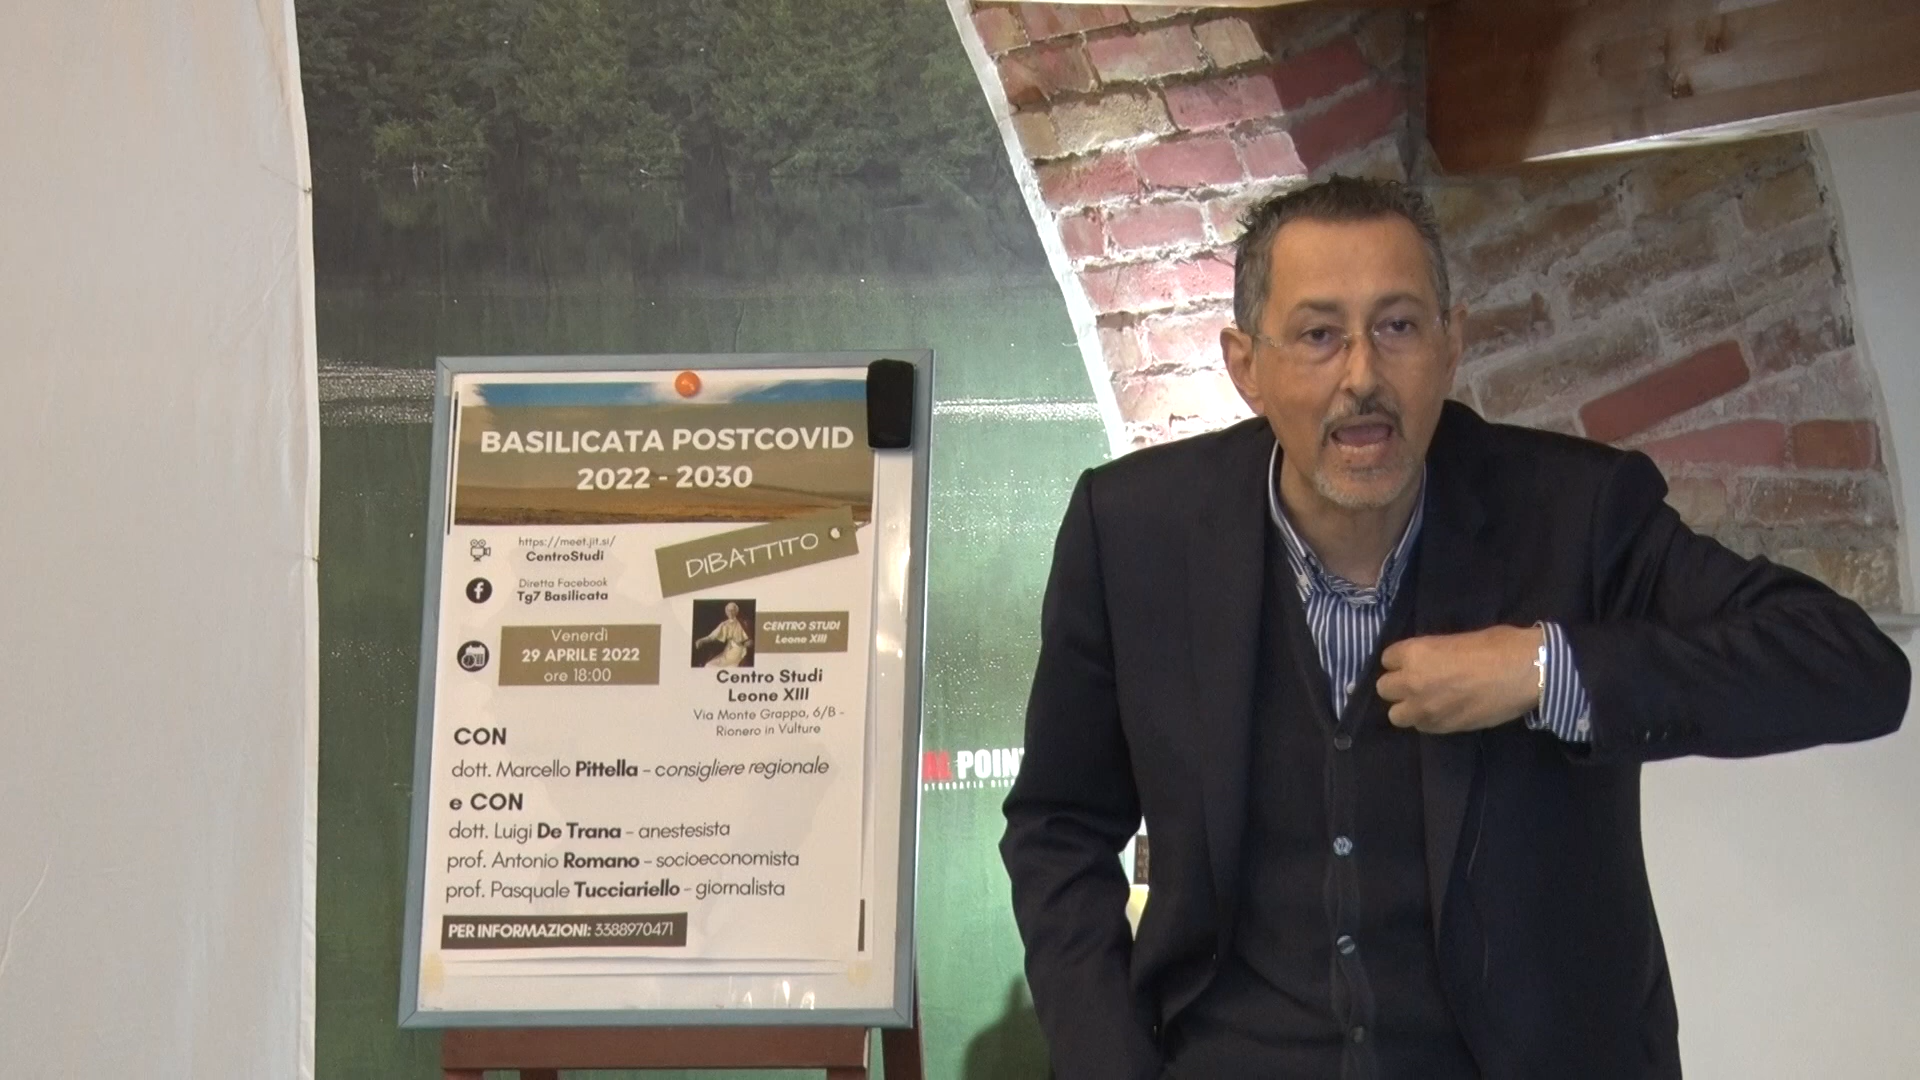 BASILICATA POSTCOVID
2022 - 2030
DIBATTITO
https://meet.jit.si/
CentroStudi
Diretta Facebook
Tg7 Basilicata
Venerdì
29 APRILE 2022
ore 18:00
CENTRO STUDI
Leone XIII
Centro Studi
Leone XIII
Via Monte Grappa, 6/B -
Rionero in Vulture
CON
dott. Marcello Pittella - consigliere regionale
e CON
dott. Luigi De Trana - anestesista
prof. Antonio Romano - socioeconomista
prof. Pasquale Tucciariello - giornalista
PER INFORMAZIONI: 3388970471
POIN